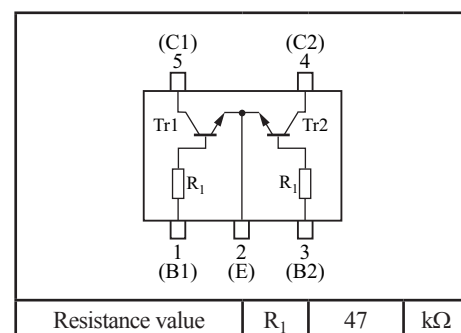 (C1) (C2)
5 4
Tr1 Tr2
R1 R1
1 2 3
(B1) (E) (B2)
Resistance value R1 47 kΩ